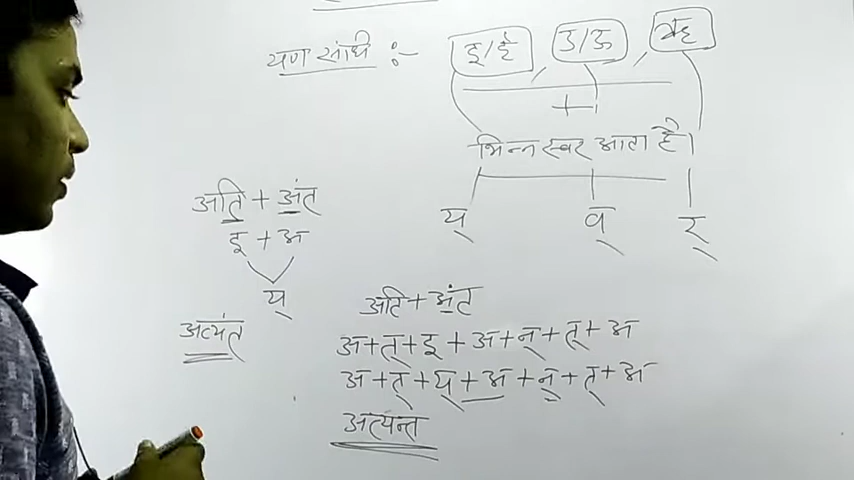 यण संधि :- इ/ई , उ/ऊ , ऋ
+
भिन्न स्वर आता है।
य् व् र्
अति + अंत
इ + अ
य्
अत्यंत
अति + अंत
अ+त्+इ+अ+न्+त्+अ
अ+त्+य्+अ+न्+त्+अ
अत्यन्त